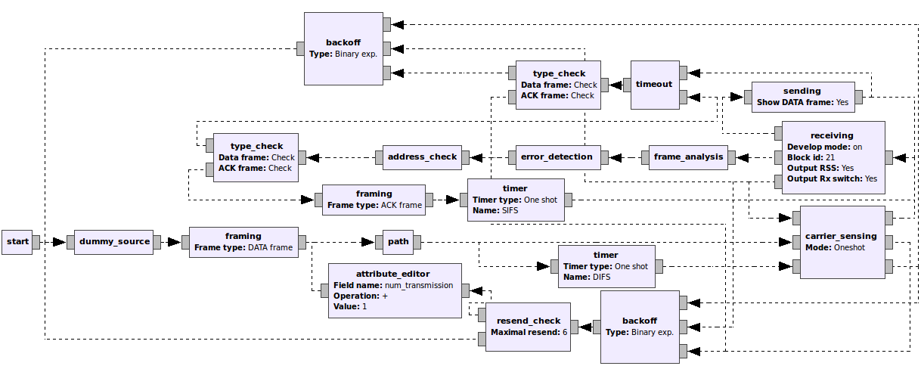 backoff
Type: Binary exp.
type_check
Data frame: Check
ACK frame: Check
timeout
sending
Show DATA frame: Yes
receiving
Develop mode: on
Block id: 21
Output RSS: Yes
Output Rx switch: Yes
type_check
Data frame: Check
ACK frame: Check
address_check
error_detection
frame_analysis
framing
Frame type: ACK frame
timer
Timer type: One shot
Name: SIFS
start
dummy_source
framing
Frame type: DATA frame
path
carrier_sensing
Mode: Oneshot
timer
Timer type: One shot
Name: DIFS
attribute_editor
Field name: num_transmission
Operation: +
Value: 1
resend_check
Maximal resend: 6
backoff
Type: Binary exp.